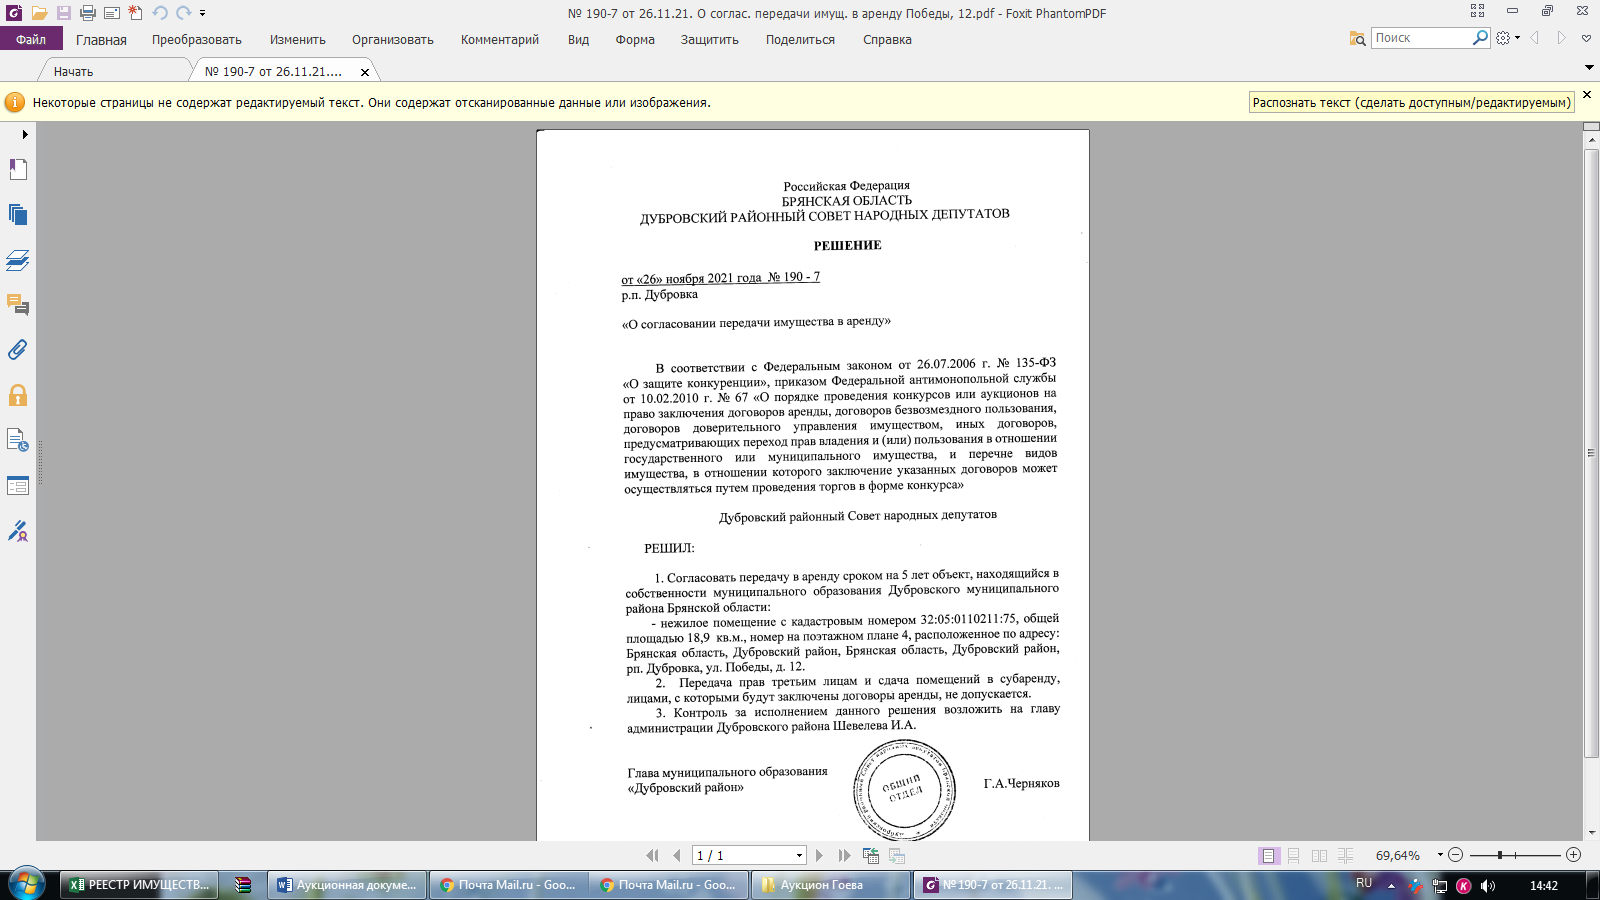 № 190-7 от 26.11.21. О соглас. передачи имущ. в аренду Победы, 12.pdf - Foxit PhantomPDF
Файл Главная Преобразовать Изменить Организовать Комментарий Вид Форма Защитить Поделиться Справка Поиск
Начать № 190-7 от 26.11.21....
Некоторые страницы не содержат редактируемый текст. Они содержат отсканированные данные или изображения. Распознать текст (сделать доступным/редактируемым)
Российская Федерация
БРЯНСКАЯ ОБЛАСТЬ
ДУБРОВСКИЙ РАЙОННЫЙ СОВЕТ НАРОДНЫХ ДЕПУТАТОВ
РЕШЕНИЕ
от «26» ноября 2021 года № 190 - 7
р.п. Дубровка
«О согласовании передачи имущества в аренду»
В соответствии с Федеральным законом от 26.07.2006 г. № 135-ФЗ
«О защите конкуренции», приказом Федеральной антимонопольной службы
от 10.02.2010 г. № 67 «О порядке проведения конкурсов или аукционов на
право заключения договоров аренды, договоров безвозмездного пользования,
договоров доверительного управления имуществом, иных договоров,
предусматривающих переход прав владения и (или) пользования в отношении
государственного или муниципального имущества, и перечне видов
имущества, в отношении которого заключение указанных договоров может
осуществляться путем проведения торгов в форме конкурса»
Дубровский районный Совет народных депутатов
РЕШИЛ:
1. Согласовать передачу в аренду сроком на 5 лет объект, находящийся в
собственности муниципального образования Дубровского муниципального
района Брянской области:
- нежилое помещение с кадастровым номером 32:05:0110211:75, общей
площадью 18,9 кв.м., номер на поэтажном плане 4, расположенное по адресу:
Брянская область, Дубровский район, Брянская область, Дубровский район,
рп. Дубровка, ул. Победы, д. 12.
2. Передача прав третьим лицам и сдача помещений в субаренду,
лицами, с которыми будут заключены договоры аренды, не допускается.
3. Контроль за исполнением данного решения возложить на главу
администрации Дубровского района Шевелева И.А.
Глава муниципального образования
«Дубровский район» Г.А.Черняков
ОБЩИЙ
ОТДЕЛ
1 / 1 69,64%
РЕЕСТР ИМУЩЕСТВ... Аукционная докуме... Почта Mail.ru - Goo... Почта Mail.ru - Goo... Аукцион Гоева № 190-7 от 26.11.21. ... RU 14:42